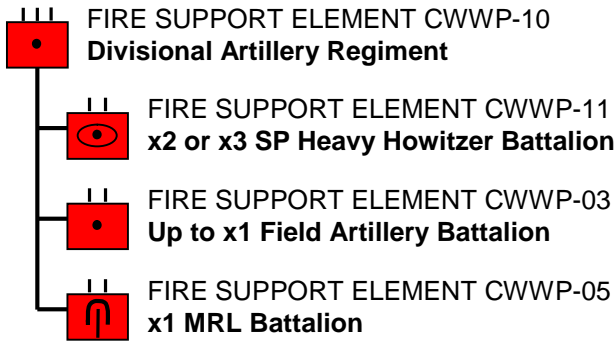 FIRE SUPPORT ELEMENT CWWP-10
Divisional Artillery Regiment
FIRE SUPPORT ELEMENT CWWP-11
x2 or x3 SP Heavy Howitzer Battalion
FIRE SUPPORT ELEMENT CWWP-03
Up to x1 Field Artillery Battalion
FIRE SUPPORT ELEMENT CWWP-05
x1 MRL Battalion